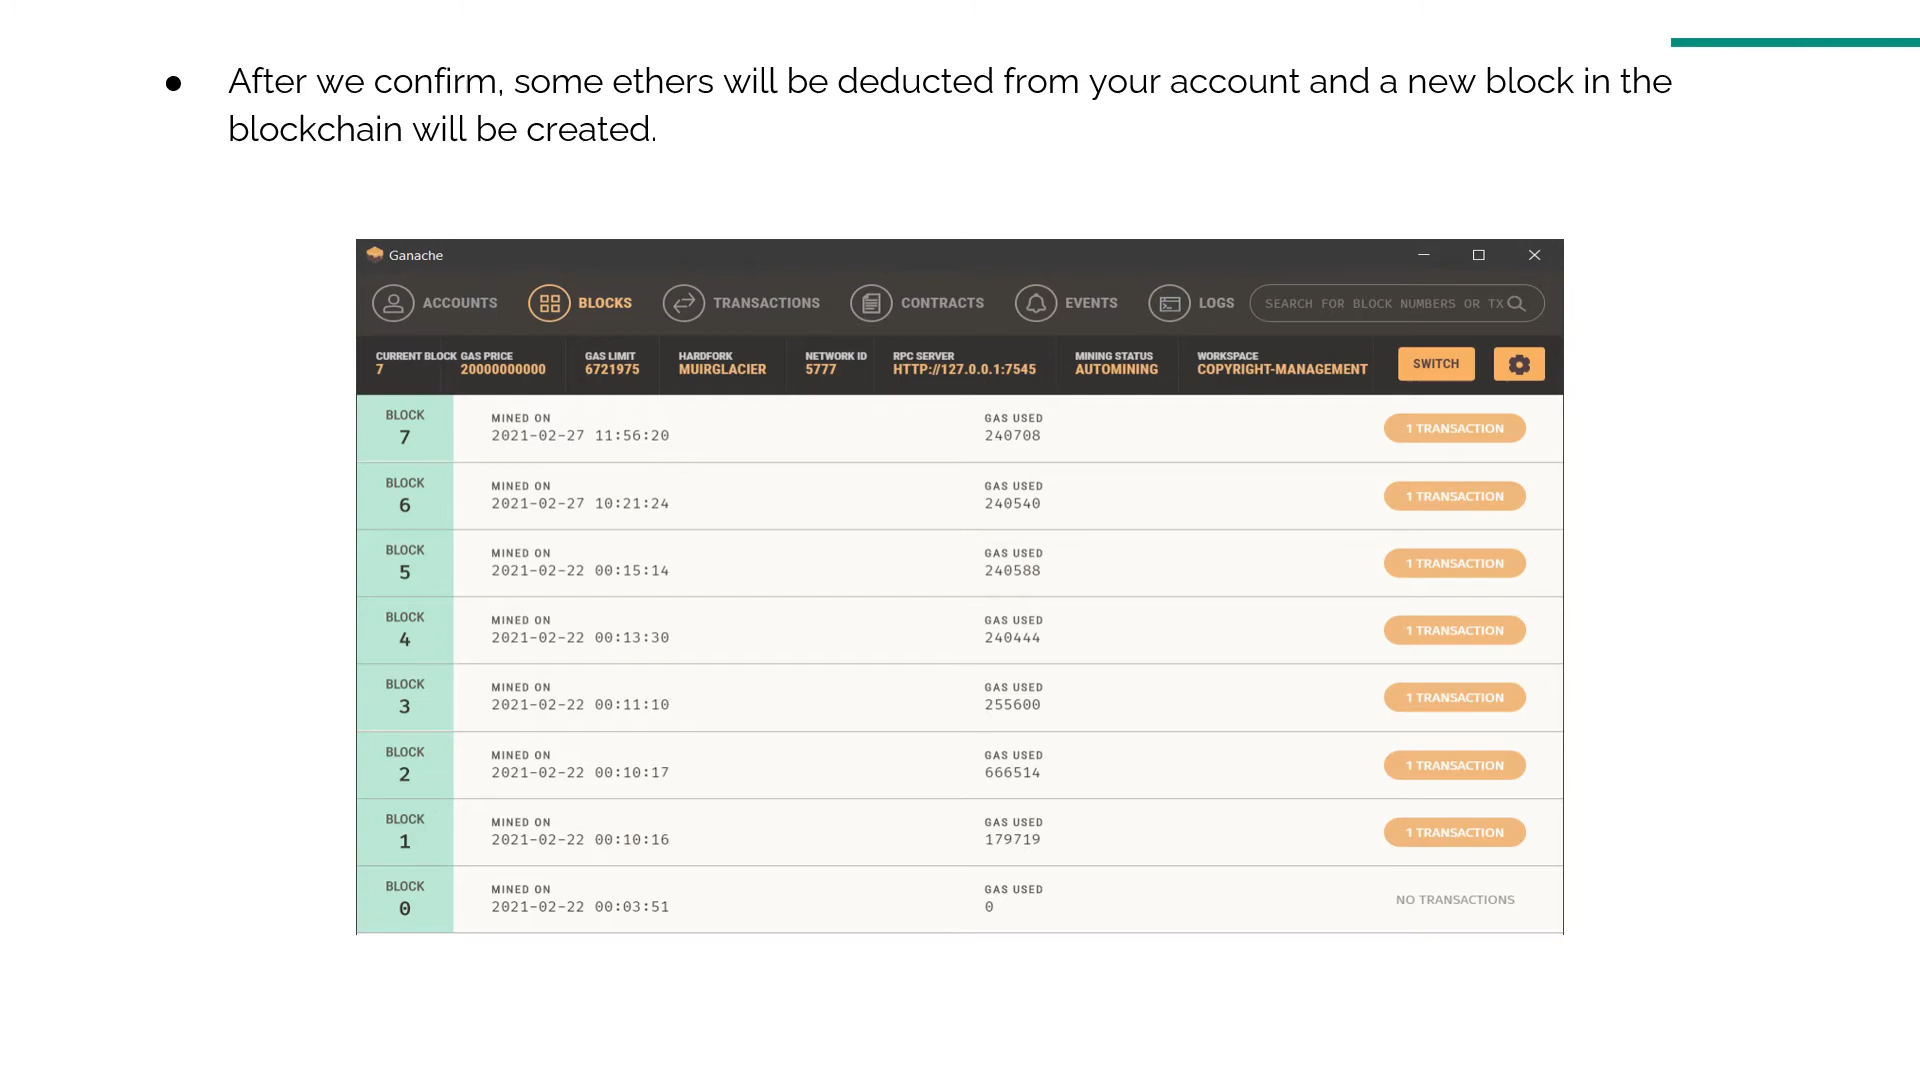 ● After we confirm, some ethers will be deducted from your account and a new block in the
blockchain will be created.
Ganache
ACCOUNTS BLOCKS TRANSACTIONS CONTRACTS EVENTS LOGS SEARCH FOR BLOCK NUMBERS OR TX
CURRENT BLOCK GAS PRICE GAS LIMIT HARDFORK NETWORK ID RPC SERVER MINING STATUS WORKSPACE
7 20000000000 6721975 MUIRGLACIER 5777 HTTP://127.0.0.1:7545 AUTOMINING COPYRIGHT-MANAGEMENT SWITCH
BLOCK MINED ON GAS USED
7 2021-02-27 11:56:20 240708 1 TRANSACTION
BLOCK MINED ON GAS USED
6 2021-02-27 10:21:24 240540 1 TRANSACTION
BLOCK MINED ON GAS USED
5 2021-02-22 00:15:14 240588 1 TRANSACTION
BLOCK MINED ON GAS USED
4 2021-02-22 00:13:30 240444 1 TRANSACTION
BLOCK MINED ON GAS USED
3 2021-02-22 00:11:10 255600 1 TRANSACTION
BLOCK MINED ON GAS USED
2 2021-02-22 00:10:17 666514 1 TRANSACTION
BLOCK MINED ON GAS USED
1 2021-02-22 00:10:16 179719 1 TRANSACTION
BLOCK MINED ON GAS USED
0 2021-02-22 00:03:51 0 NO TRANSACTIONS